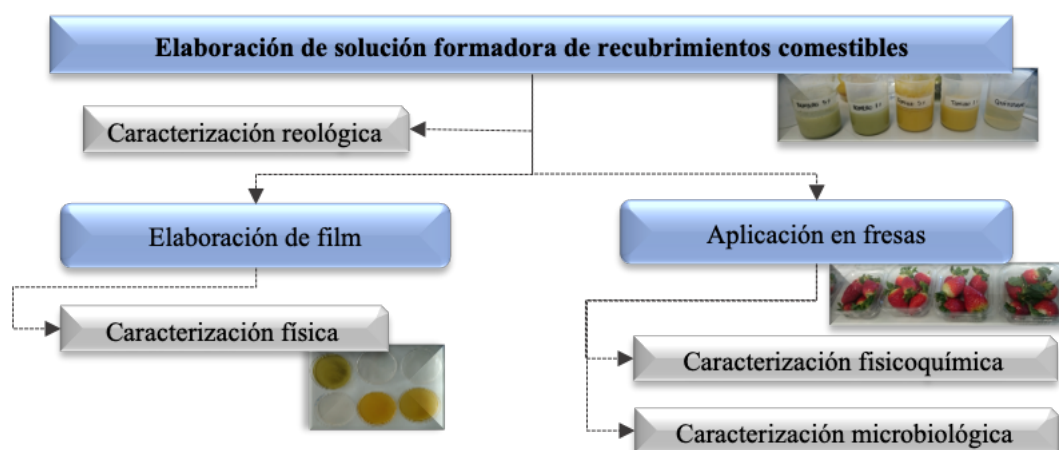 Elaboración de solución formadora de recubrimientos comestibles
Caracterización reológica
Elaboración de film
Aplicación en fresas
Caracterización física
Caracterización fisicoquímica
Caracterización microbiológica